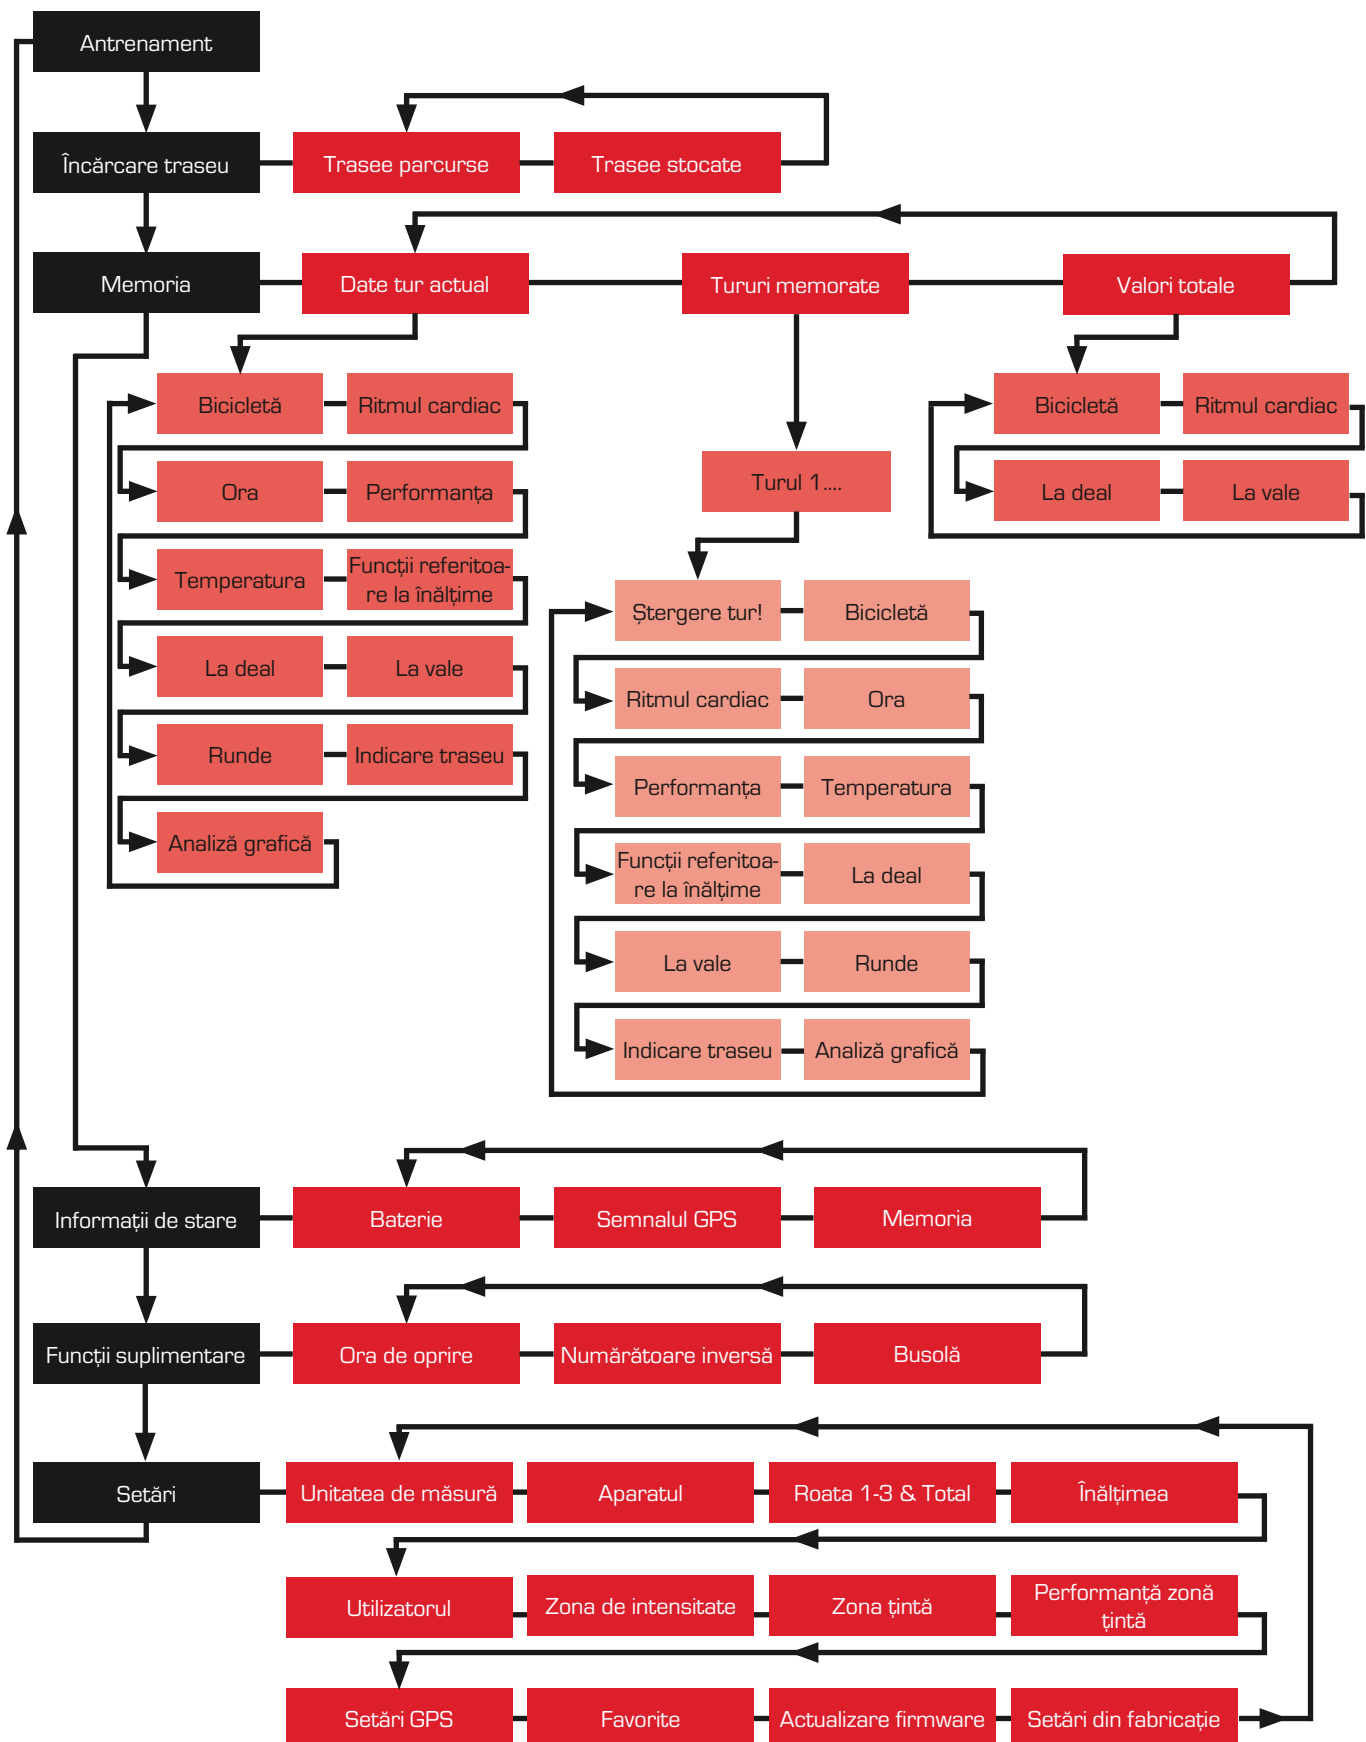 Antrenament
Încărcare traseu
Trasee parcurse
Trasee stocate
Memoria
Date tur actual
Tururi memorate
Valori totale
Bicicletă
Ritmul cardiac
Ora
Performanța
Temperatura
Funcții referitoa-
re la înălțime
La deal
La vale
Runde
Indicare traseu
Analiză grafică
Turul 1....
Ștergere tur!
Bicicletă
Ritmul cardiac
Ora
Performanța
Temperatura
Funcții referitoa-
re la înălțime
La deal
La vale
Runde
Indicare traseu
Analiză grafică
Bicicletă
Ritmul cardiac
La deal
La vale
Informații de stare
Baterie
Semnalul GPS
Memoria
Funcții suplimentare
Ora de oprire
Numărătoare inversă
Busolă
Setări
Unitatea de măsură
Aparatul
Roata 1-3 & Total
Înălțimea
Utilizatorul
Zona de intensitate
Zona țintă
Performanță zonă
țintă
Setări GPS
Favorite
Actualizare firmware
Setări din fabricație